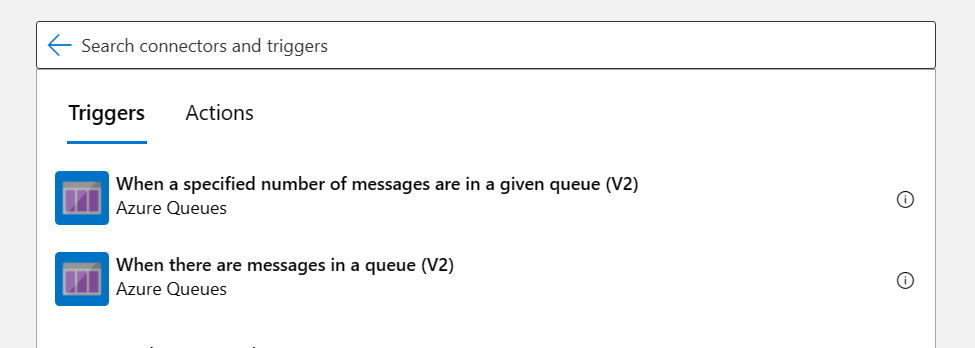 Search connectors and triggers
Triggers Actions
When a specified number of messages are in a given queue (V2)
Azure Queues
When there are messages in a queue (V2)
Azure Queues